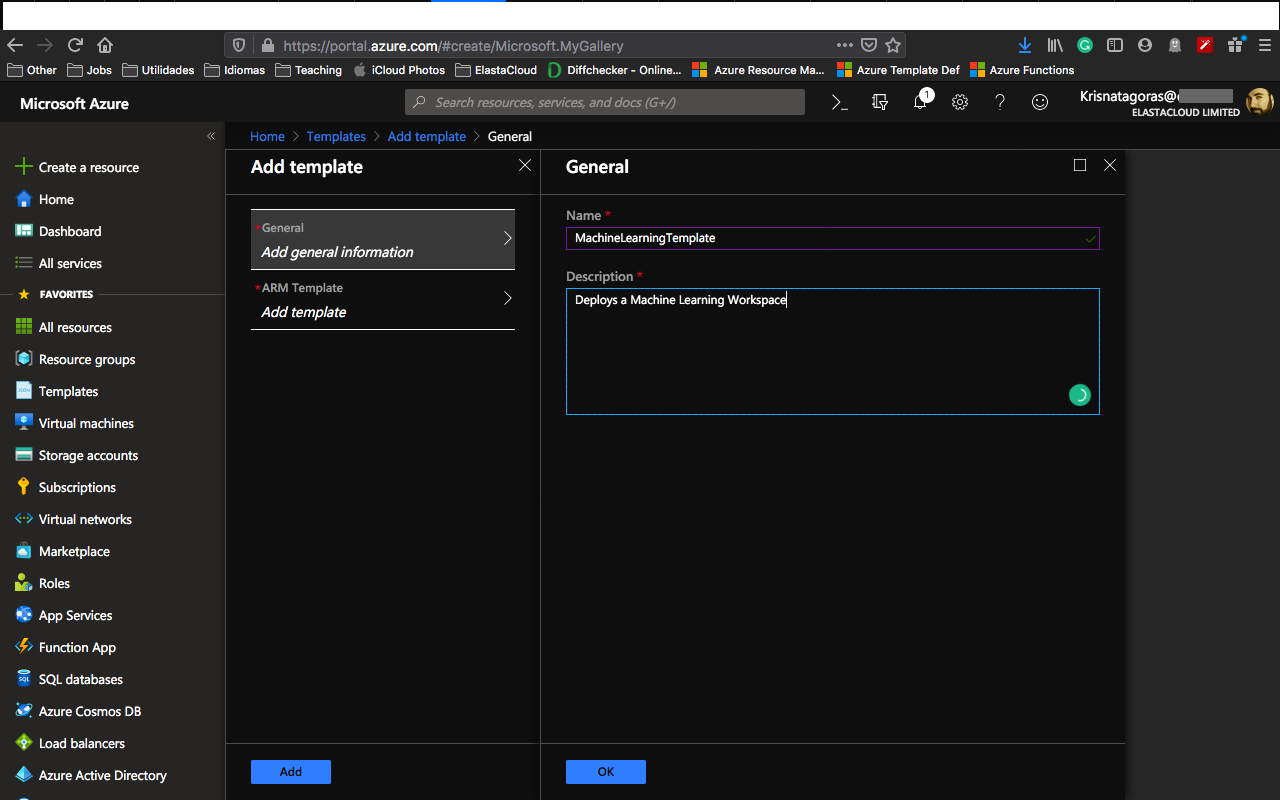 https://portal.azure.com/#create/Microsoft.MyGallery
Other Jobs Utilidades Idiomas Teaching iCloud Photos ElastaCloud Diffchecker - Online... Azure Resource Ma... Azure Template Def Azure Functions
Microsoft Azure
Search resources, services, and docs (G+/)
1
Krisnatagoras@
ELASTACLOUD LIMITED
«
Home > Templates > Add template > General
Create a resource
Home
Dashboard
All services
FAVORITES
All resources
Resource groups
Templates
Virtual machines
Storage accounts
Subscriptions
Virtual networks
Marketplace
Roles
App Services
Function App
SQL databases
Azure Cosmos DB
Load balancers
Azure Active Directory
Add template
* General
Add general information
* ARM Template
Add template
Add
General
Name *
MachineLearningTemplate
Description *
Deploys a Machine Learning Workspace
OK